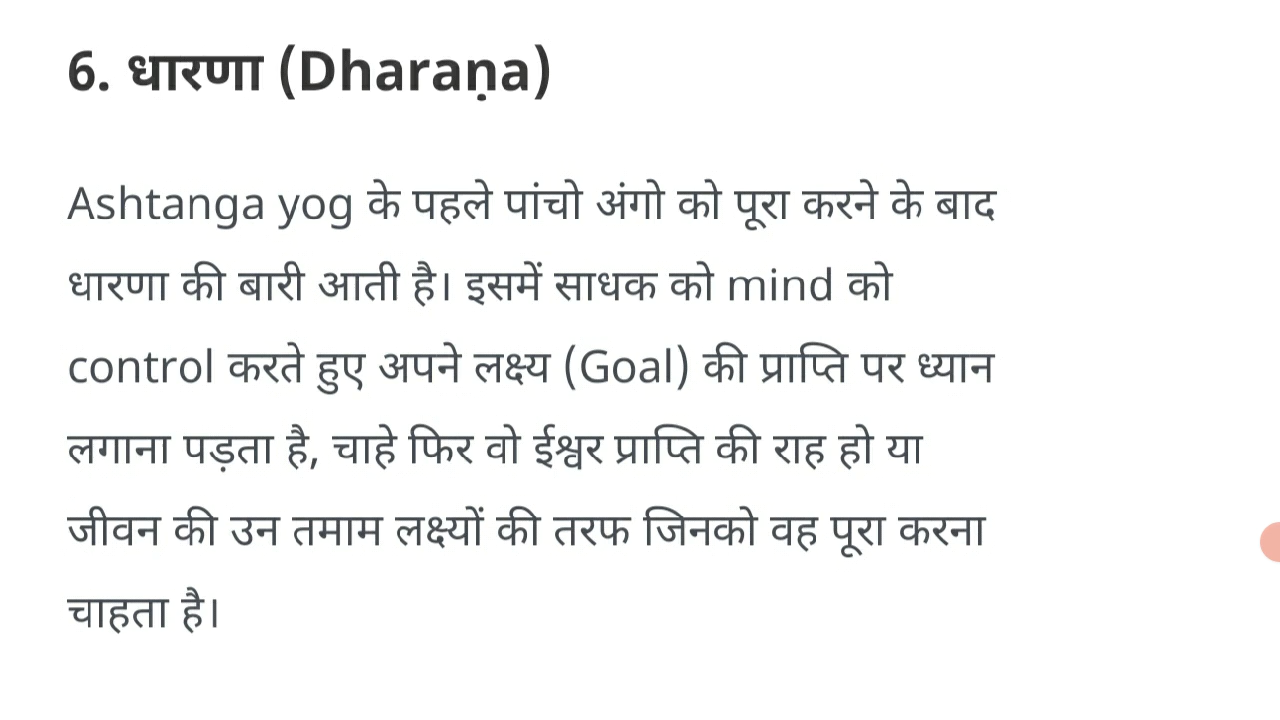 6. धारणा (Dharaṇa)
Ashtanga yog के पहले पांचो अंगो को पूरा करने के बाद
धारणा की बारी आती है। इसमें साधक को mind को
control करते हुए अपने लक्ष्य (Goal) की प्राप्ति पर ध्यान
लगाना पड़ता है, चाहे फिर वो ईश्वर प्राप्ति की राह हो या
जीवन की उन तमाम लक्ष्यों की तरफ जिनको वह पूरा करना
चाहता है।